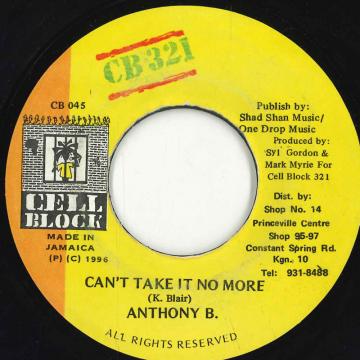 CB 321
CB 045
CELL
BLOCK
MADE IN
JAMAICA
(P) (C) 1996
Publish by:
Shad Shan Music/
One Drop Music
Produced by:
Syl Gordon &
Mark Myrie For
Cell Block 321
Dist. by:
Shop No. 14
Princeville Centre
Shop 95-97
Constant Spring Rd.
Kgn. 10
Tel: 931-8488
CAN'T TAKE IT NO MORE
(K. Blair)
ANTHONY B.
ALL RIGHTS RESERVED